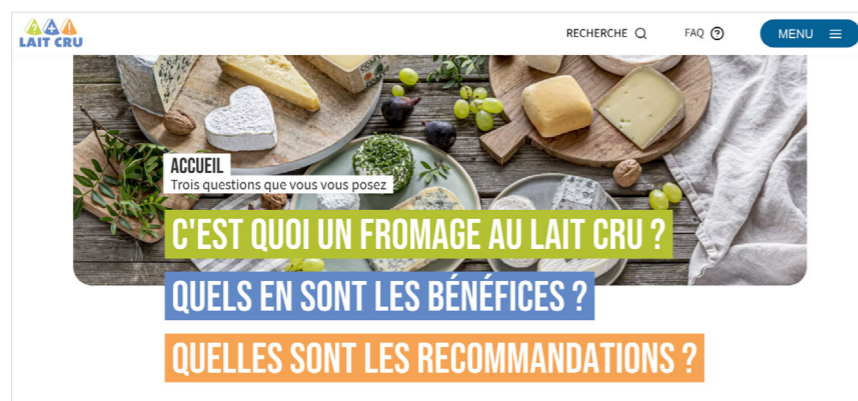 ? + !
LAIT CRU
RECHERCHE
FAQ ?
MENU
ACCUEIL
Trois questions que vous vous posez
C'EST QUOI UN FROMAGE AU LAIT CRU ?
QUELS EN SONT LES BÉNÉFICES ?
QUELLES SONT LES RECOMMANDATIONS ?